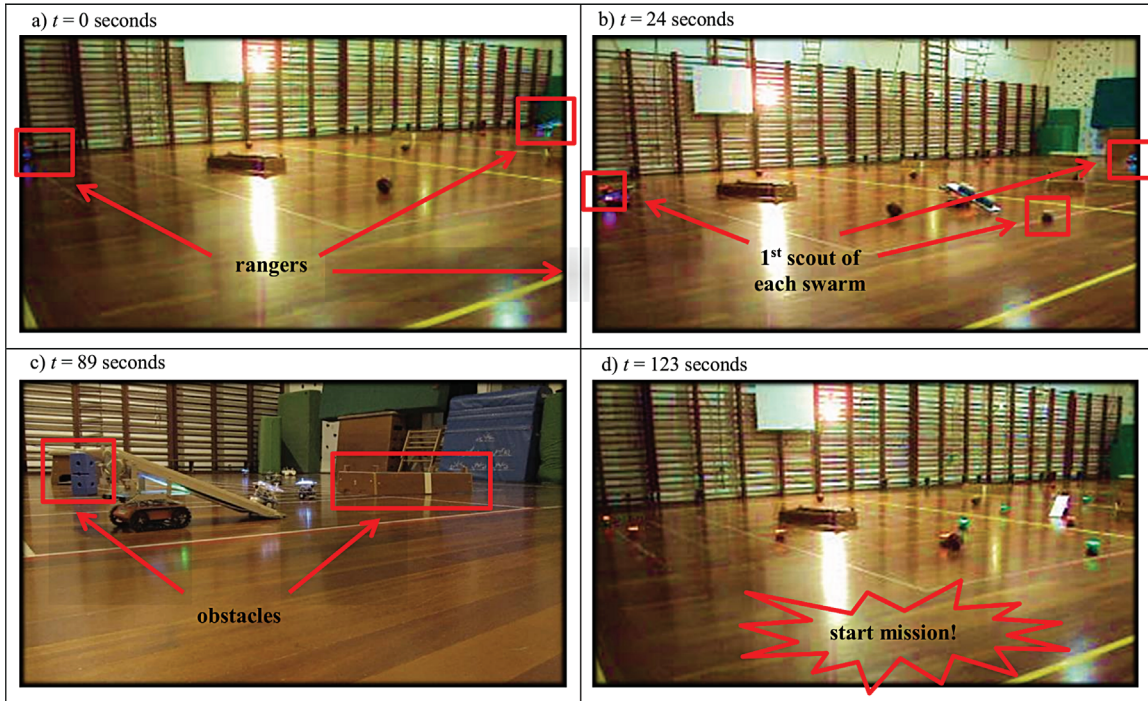 a) t = 0 seconds
rangers
b) t = 24 seconds
1st scout of
each swarm
c) t = 89 seconds
obstacles
d) t = 123 seconds
start mission!